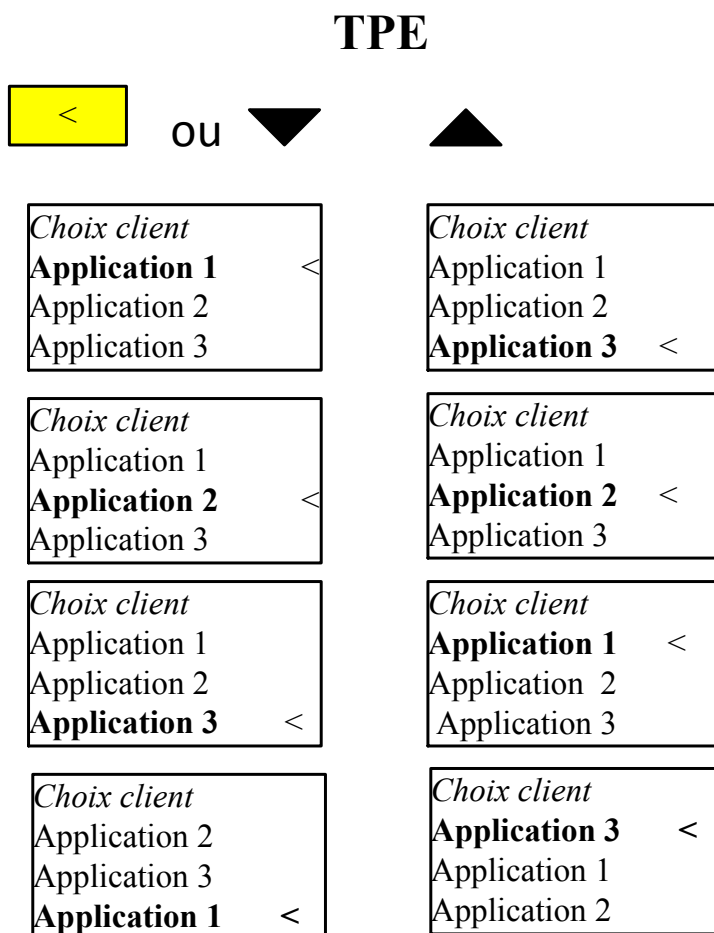 TPE
<
ou
Choix client
Application 1 <
Application 2
Application 3
Choix client
Application 1
Application 2 <
Application 3
Choix client
Application 1
Application 2
Application 3 <
Choix client
Application 2
Application 3
Application 1 <
Choix client
Application 1
Application 2
Application 3 <
Choix client
Application 1
Application 2 <
Application 3
Choix client
Application 1 <
Application 2
Application 3
Choix client
Application 3 <
Application 1
Application 2